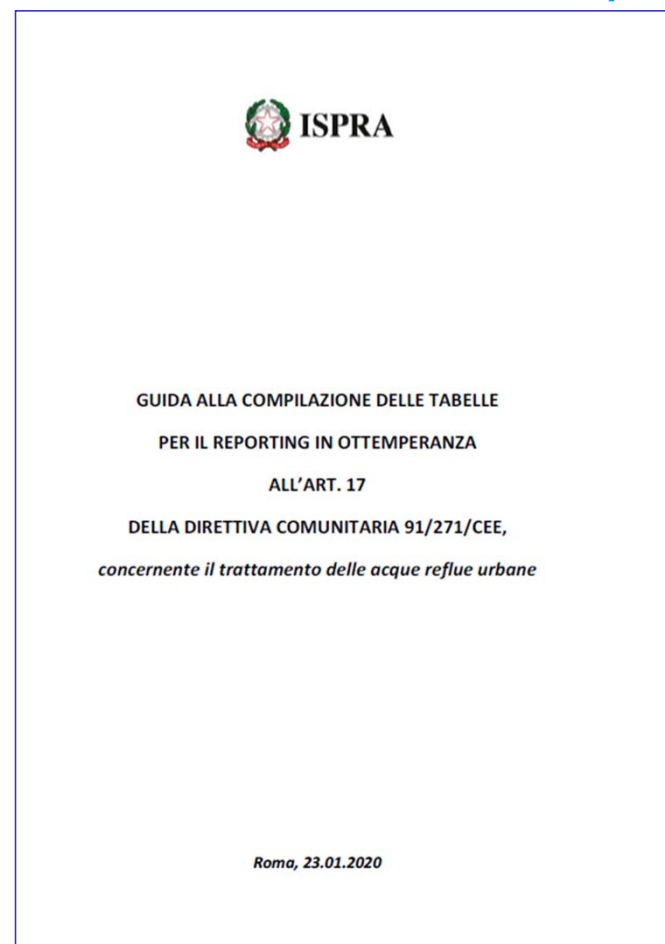 ISPRA
GUIDA ALLA COMPILAZIONE DELLE TABELLE
PER IL REPORTING IN OTTEMPERANZA
ALL’ART. 17
DELLA DIRETTIVA COMUNITARIA 91/271/CEE,
concernente il trattamento delle acque reflue urbane
Roma, 23.01.2020